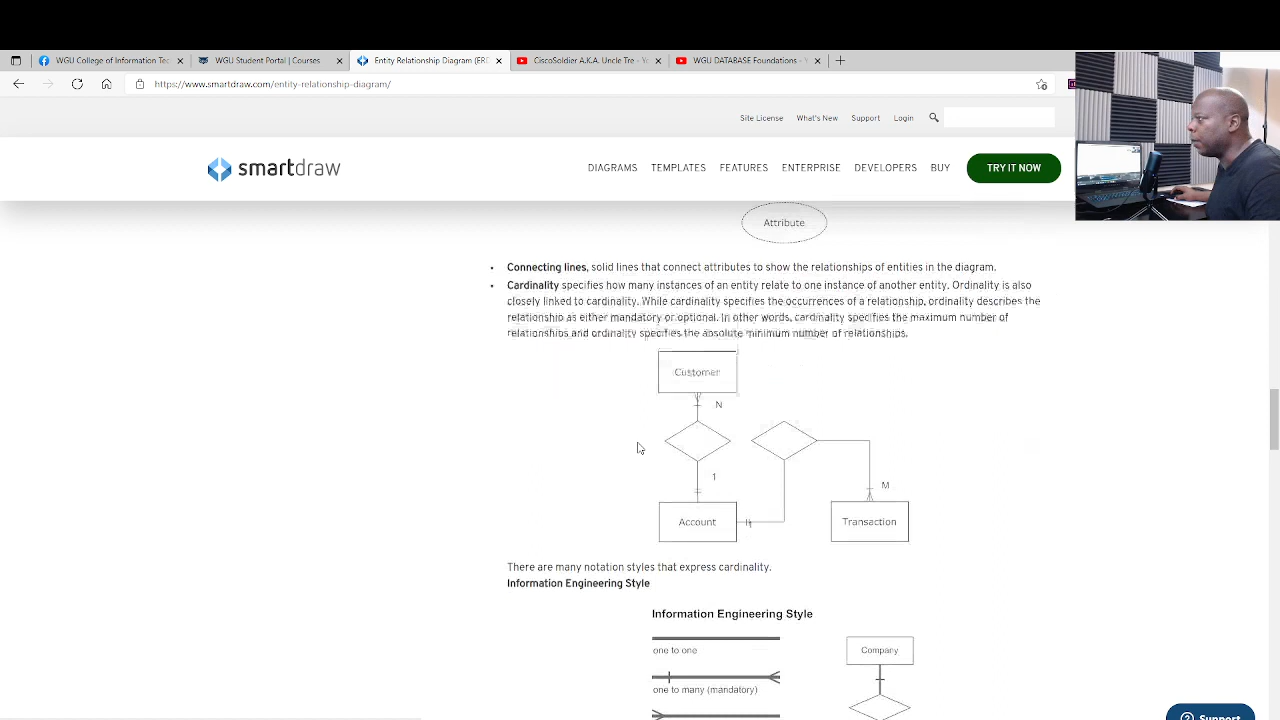 WGU College of Information Tec
WGU Student Portal | Courses
CiscoSoldier A.K.A. Uncle Tre - Yo
WGU DATABASE Foundations - Y
https://www.smartdraw.com/entity-relationship-diagram/
Site License
What's New
Support
Login
smartdraw
DIAGRAMS
TEMPLATES
FEATURES
ENTERPRISE
DEVELOPERS
BUY
TRY IT NOW
Attribute
• Connecting lines, solid lines that connect attributes to show the relationships of entities in the diagram.
• Cardinality specifies how many instances of an entity relate to one instance of another entity. Ordinality is also
closely linked to cardinality. While cardinality specifies the occurrences of a relationship, ordinality describes the
relationship as either mandatory or optional. In other words, cardinality specifies the maximum number of
relationships and ordinality specifies the absolute minimum number of relationships.
Customer
N
1
M
Account
Transaction
There are many notation styles that express cardinality.
Information Engineering Style
Information Engineering Style
one to one
Company
one to many (mandatory)
Support